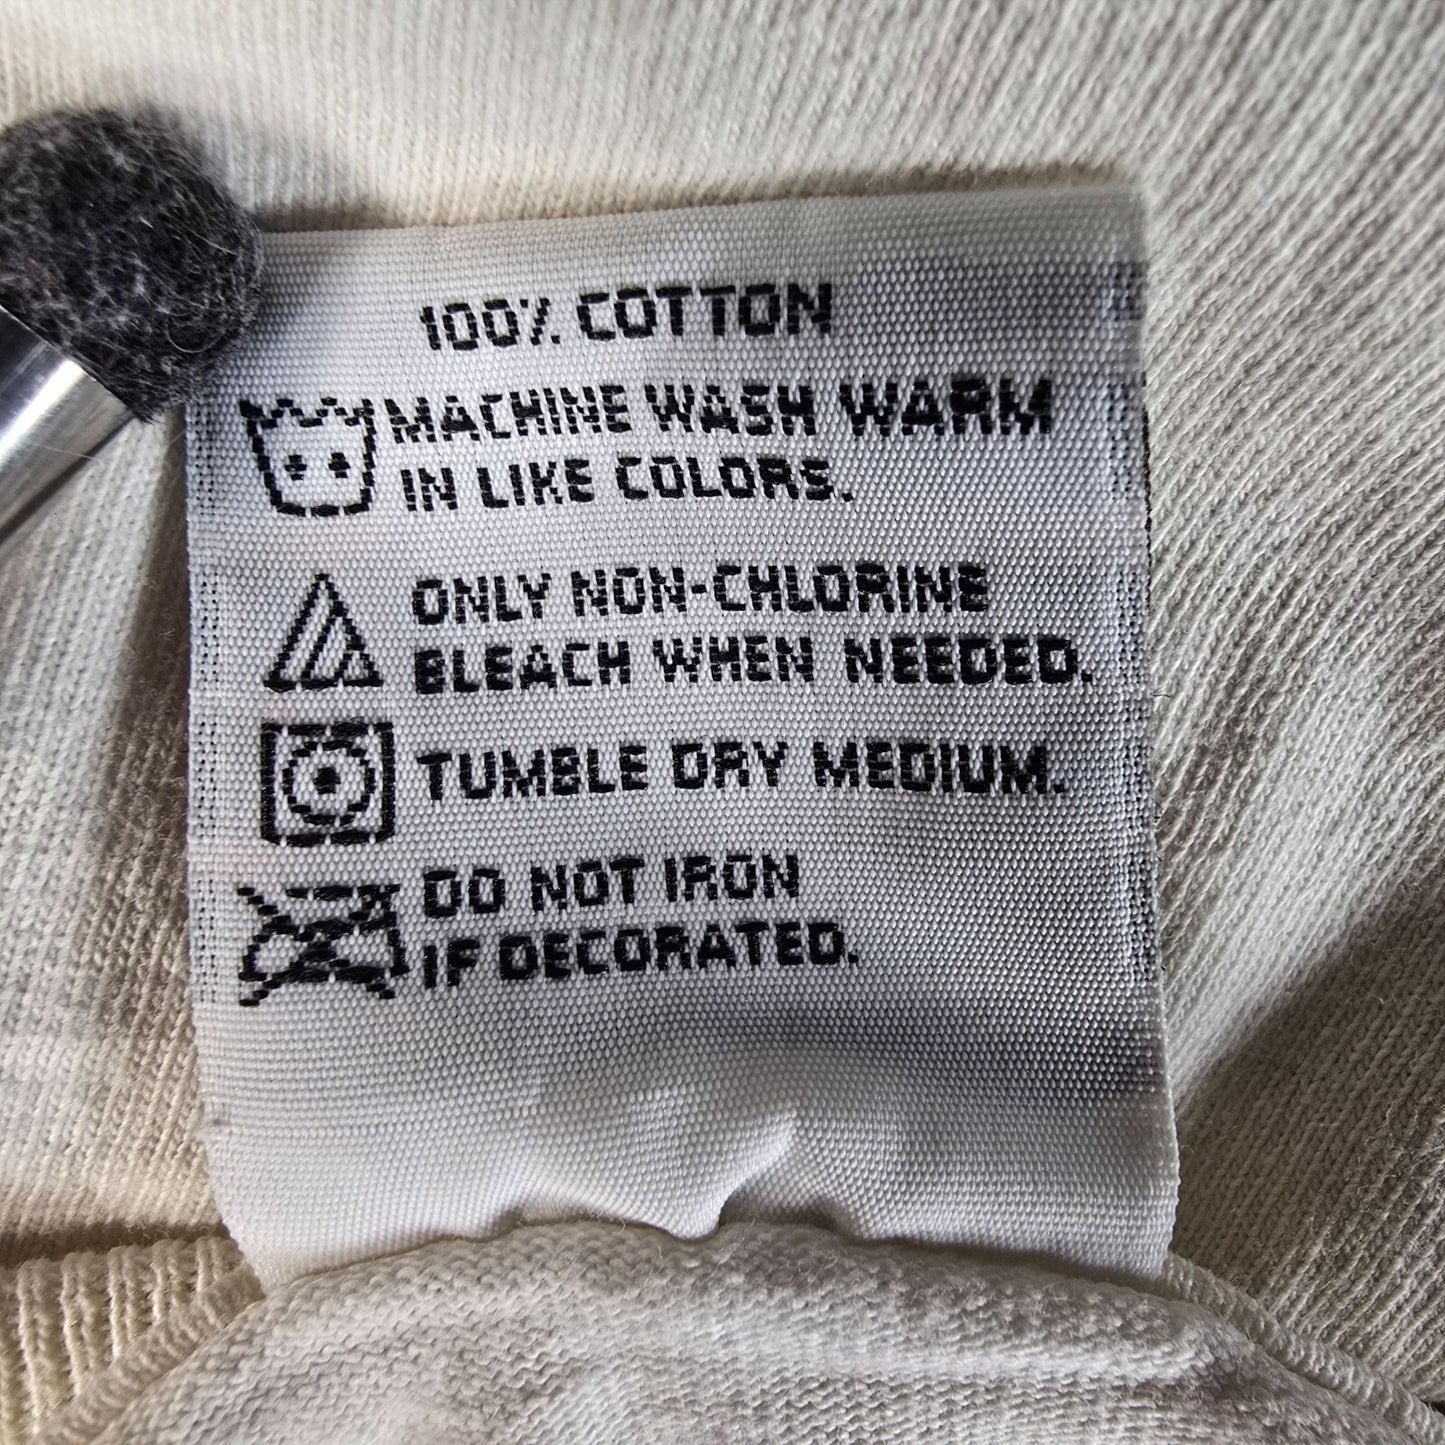 100% COTTON
MACHINE WASH WARM
IN LIKE COLORS.
ONLY NON-CHLORINE
BLEACH WHEN NEEDED.
TUMBLE DRY MEDIUM.
DO NOT IRON
IF DECORATED.